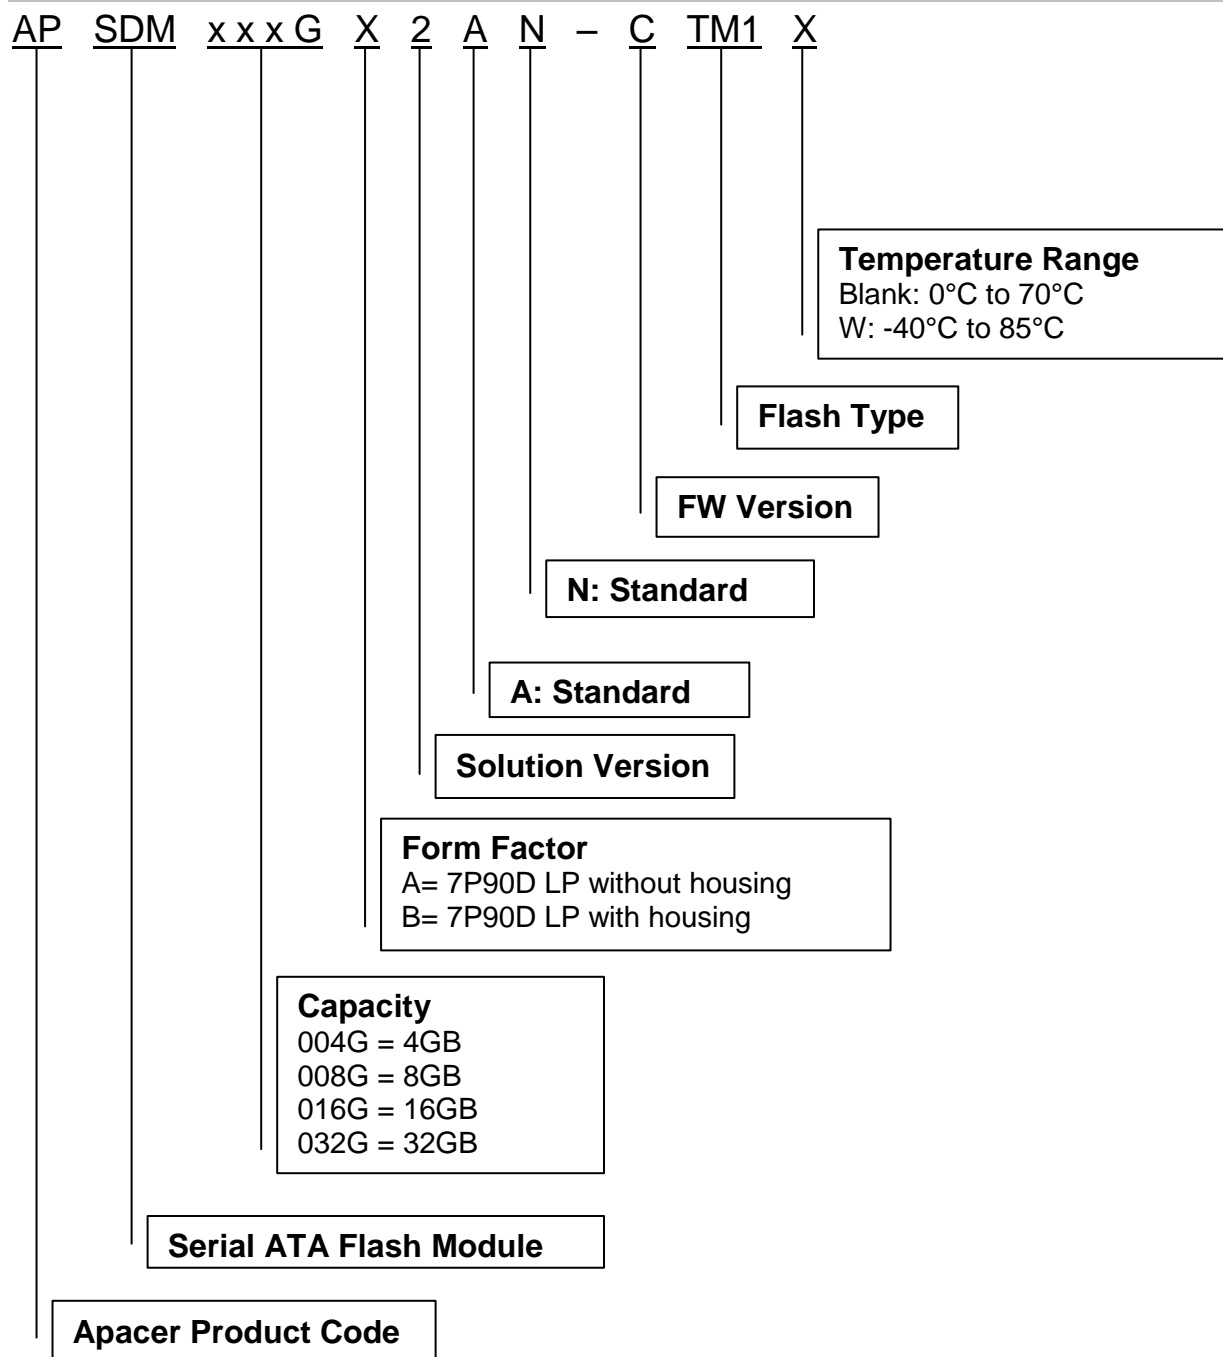 AP SDM x x x G X 2 A N – C TM1 X
Temperature Range
Blank: 0°C to 70°C
W: -40°C to 85°C
Flash Type
FW Version
N: Standard
A: Standard
Solution Version
Form Factor
A= 7P90D LP without housing
B= 7P90D LP with housing
Capacity
004G = 4GB
008G = 8GB
016G = 16GB
032G = 32GB
Serial ATA Flash Module
Apacer Product Code